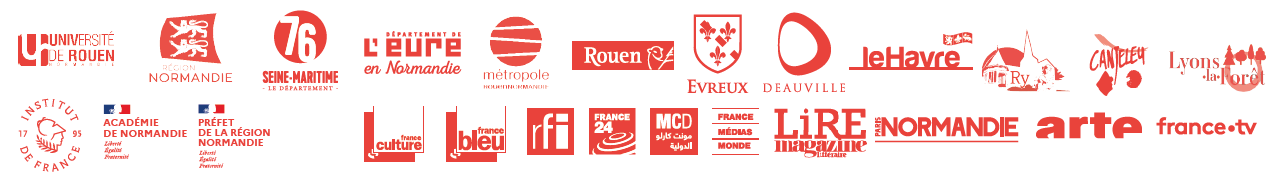 UNIVERSITÉ
DE ROUEN
NORMANDIE
RÉGION
NORMANDIE
76
SEINE-MARITIME
- LE DÉPARTEMENT -
DÉPARTEMENT DE
L'eure
en Normandie
métropole
ROUENNORMANDIE
Rouen
EVREUX
DEAUVILLE
leHavre
Ry
CANTELEU
Lyons
-la-Forêt
INSTITUT
17 95
DE FRANCE
ACADÉMIE
DE NORMANDIE
Liberté
Égalité
Fraternité
PRÉFET
DE LA RÉGION
NORMANDIE
Liberté
Égalité
Fraternité
france
culture
france
bleu
rfi
FRANCE
24
MCD
مونت كارلو
الدولية
FRANCE
MÉDIAS
MONDE
LiRE
magazine
littéraire
PARIS
NORMANDIE
arte
france•tv